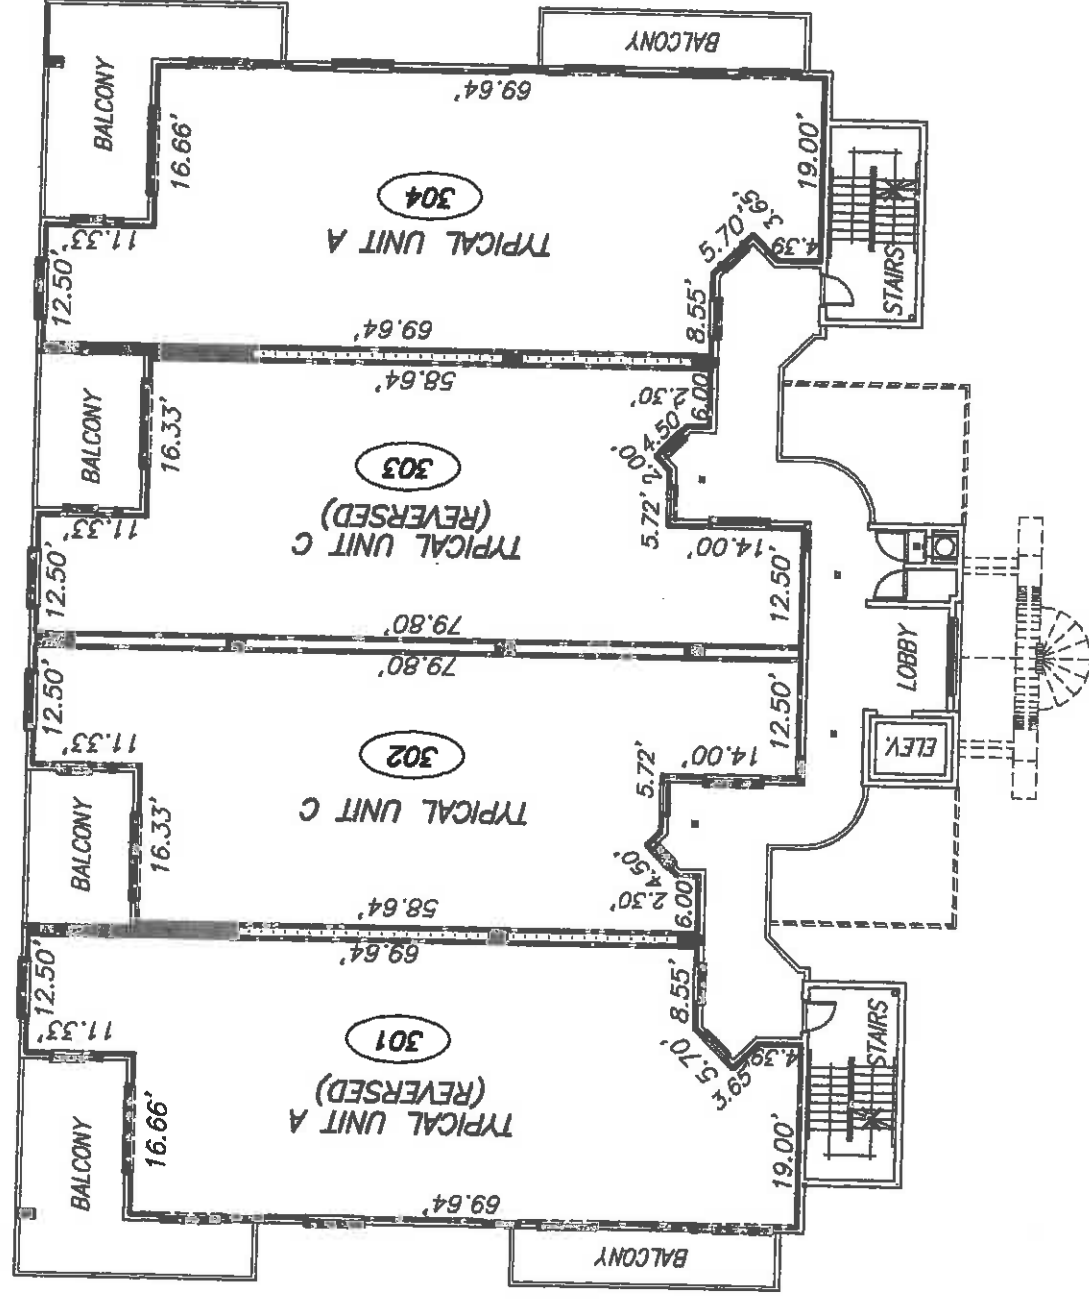 BALCONY
BALCONY
69.64'
16.66'
19.00'
304
TYPICAL UNIT A
11.33'
12.50'
5.70'
3.65'
4.39
STAIRS
8.55'
69.64'
58.64'
BALCONY
16.33'
2.30'
6.00
4.50
2.00'
303
(REVERSED)
TYPICAL UNIT C
11.33'
5.72'
14.00'
12.50'
12.50'
79.80'
79.80'
LOBBY
12.50'
12.50'
11.33'
302
5.72'
14.00'
ELEV.
TYPICAL UNIT C
BALCONY
16.33'
4.50'
2.30'
6.00
58.64'
69.64'
12.50'
11.33'
8.55'
301
(REVERSED)
TYPICAL UNIT A
5.70'
3.65
4.39
STAIRS
BALCONY
16.66'
19.00'
69.64'
BALCONY